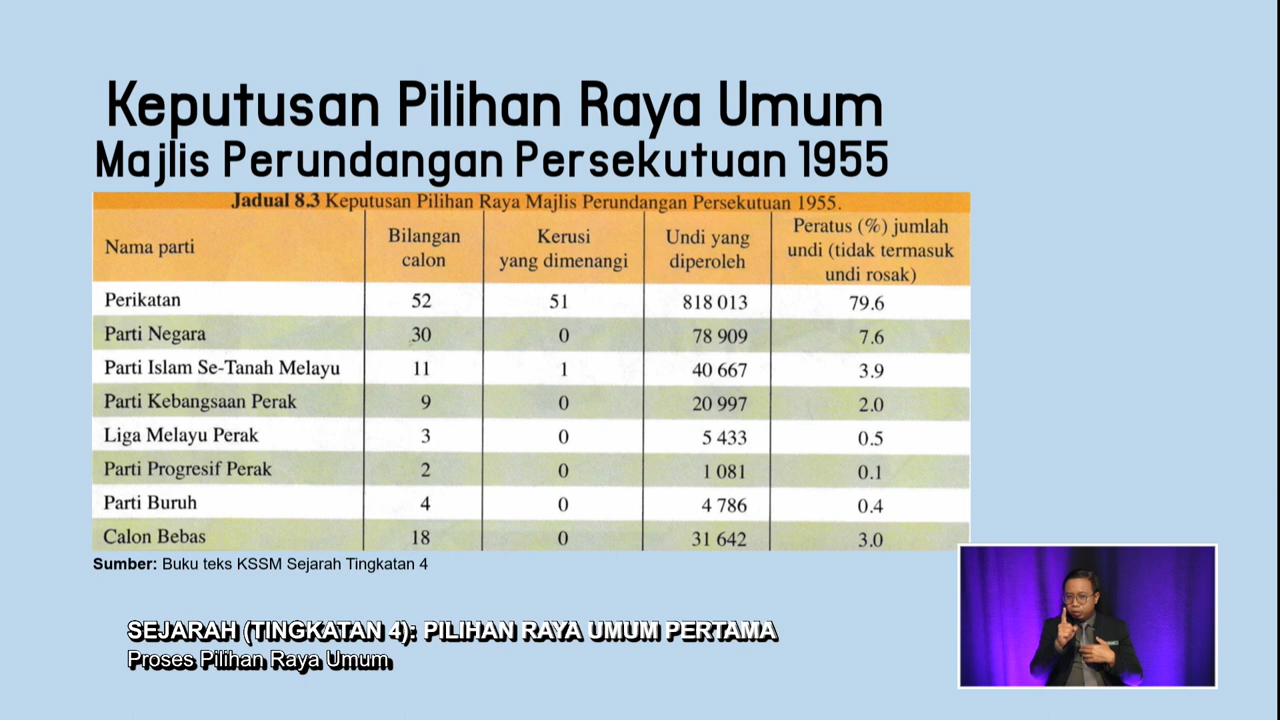 Keputusan Pilihan Raya Umum
Majlis Perundangan Persekutuan 1955
Jadual 8.3 Keputusan Pilihan Raya Majlis Perundangan Persekutuan 1955.
Nama parti Bilangan calon Kerusi yang dimenangi Undi yang diperoleh Peratus (%) jumlah undi (tidak termasuk undi rosak)
Perikatan 52 51 818 013 79.6
Parti Negara 30 0 78 909 7.6
Parti Islam Se-Tanah Melayu 11 1 40 667 3.9
Parti Kebangsaan Perak 9 0 20 997 2.0
Liga Melayu Perak 3 0 5 433 0.5
Parti Progresif Perak 2 0 1 081 0.1
Parti Buruh 4 0 4 786 0.4
Calon Bebas 18 0 31 642 3.0
Sumber: Buku teks KSSM Sejarah Tingkatan 4
SEJARAH (TINGKATAN 4): PILIHAN RAYA UMUM PERTAMA
Proses Pilihan Raya Umum